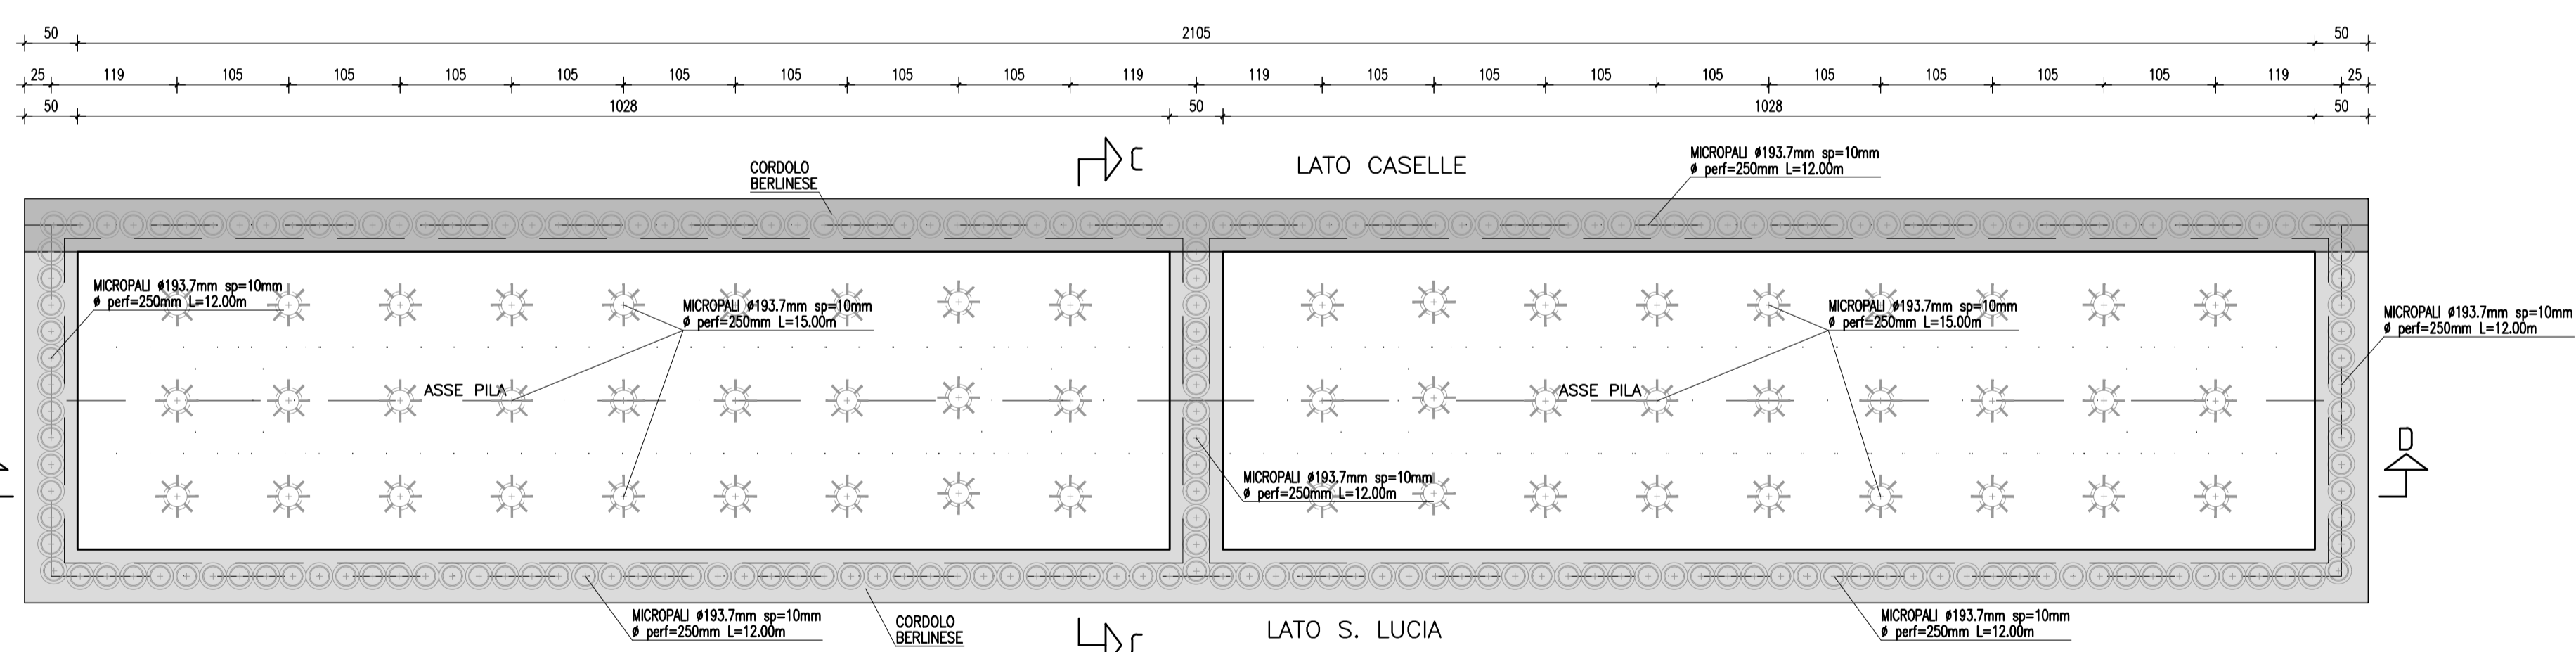 50 2105 50
25 119 105 105 105 105 105 105 105 105 119 119 105 105 105 105 105 105 105 105 119 25
50 1028 50 1028 50
C
LATO CASELLE
CORDOLO
BERLINESE
MICROPALI ø193.7mm sp=10mm
ø perf=250mm L=12.00m
MICROPALI ø193.7mm sp=10mm
ø perf=250mm L=12.00m
MICROPALI ø193.7mm sp=10mm
ø perf=250mm L=15.00m
MICROPALI ø193.7mm sp=10mm
ø perf=250mm L=15.00m
MICROPALI ø193.7mm sp=10mm
ø perf=250mm L=12.00m
ASSE PILA
ASSE PILA
D
MICROPALI ø193.7mm sp=10mm
ø perf=250mm L=12.00m
MICROPALI ø193.7mm sp=10mm
ø perf=250mm L=12.00m
CORDOLO
BERLINESE
LATO S. LUCIA
MICROPALI ø193.7mm sp=10mm
ø perf=250mm L=12.00m